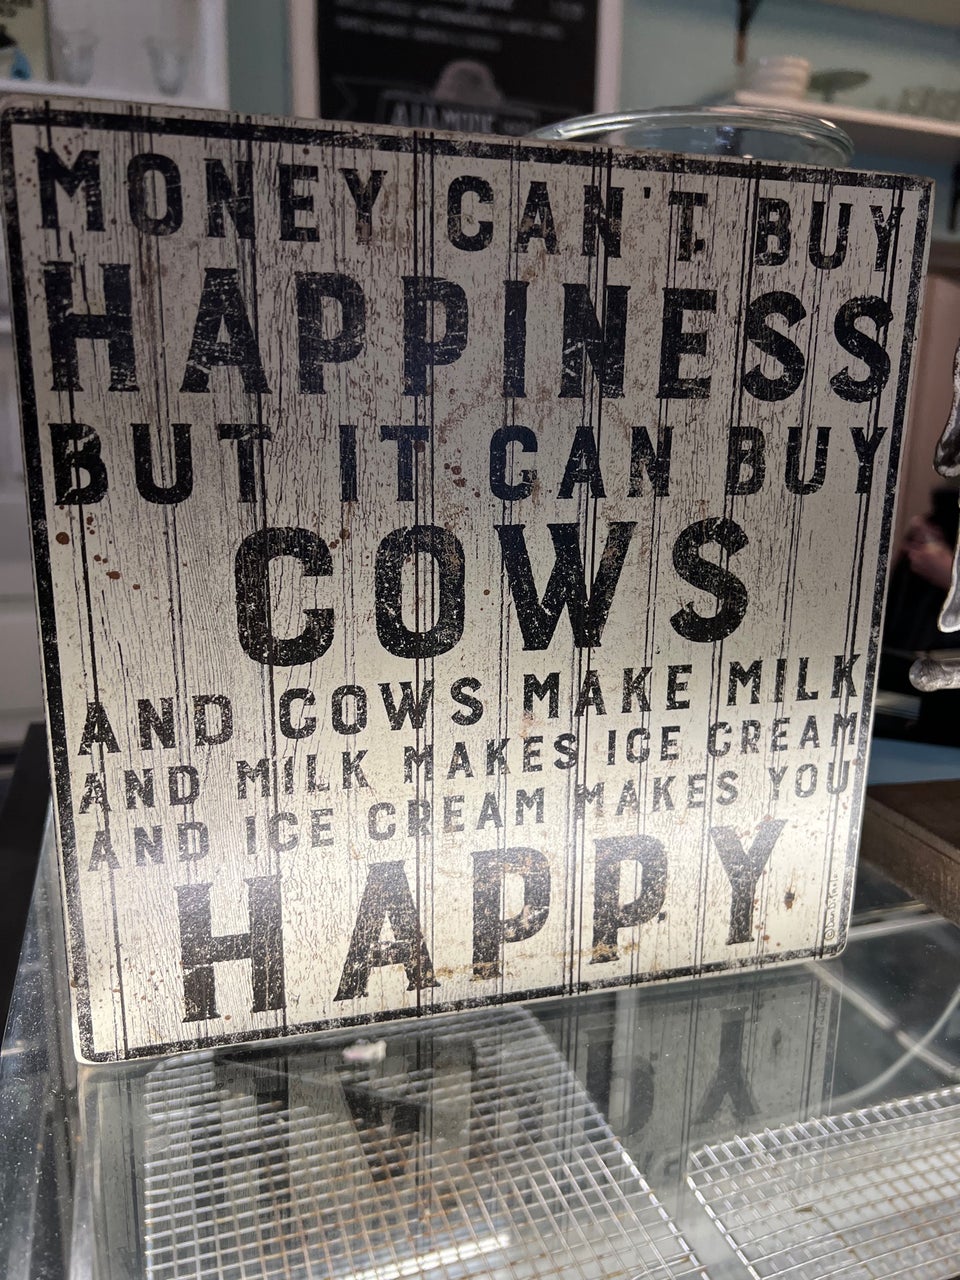 MONEY CAN'T BUY
HAPPINESS
BUT IT CAN BUY
COWS
AND COWS MAKE MILK
AND MILK MAKES ICE CREAM
AND ICE CREAM MAKES YOU
HAPPY